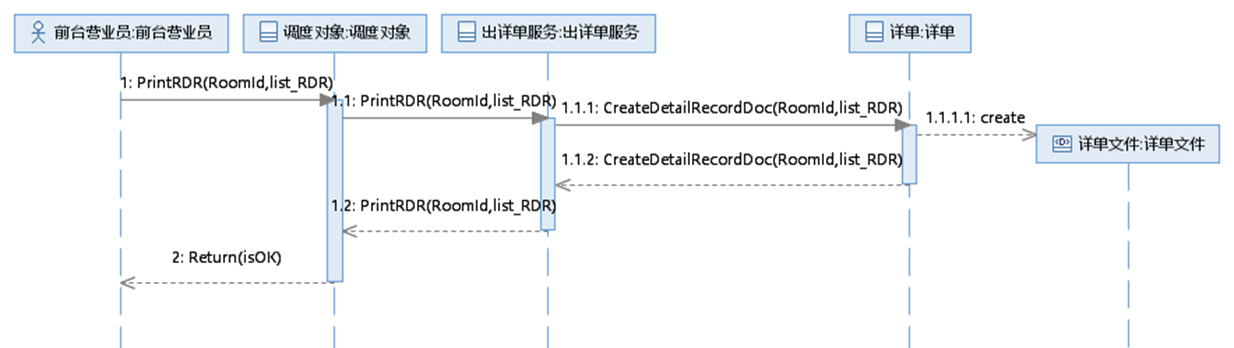 前台营业员:前台营业员
调度对象:调度对象
出详单服务:出详单服务
详单:详单
1: PrintRDR(RoomId,list_RDR)
1.1: PrintRDR(RoomId,list_RDR)
1.1.1: CreateDetailRecordDoc(RoomId,list_RDR)
1.1.1.1: create
<D>
详单文件:详单文件
1.1.2: CreateDetailRecordDoc(RoomId,list_RDR)
1.2: PrintRDR(RoomId,list_RDR)
2: Return(isOK)